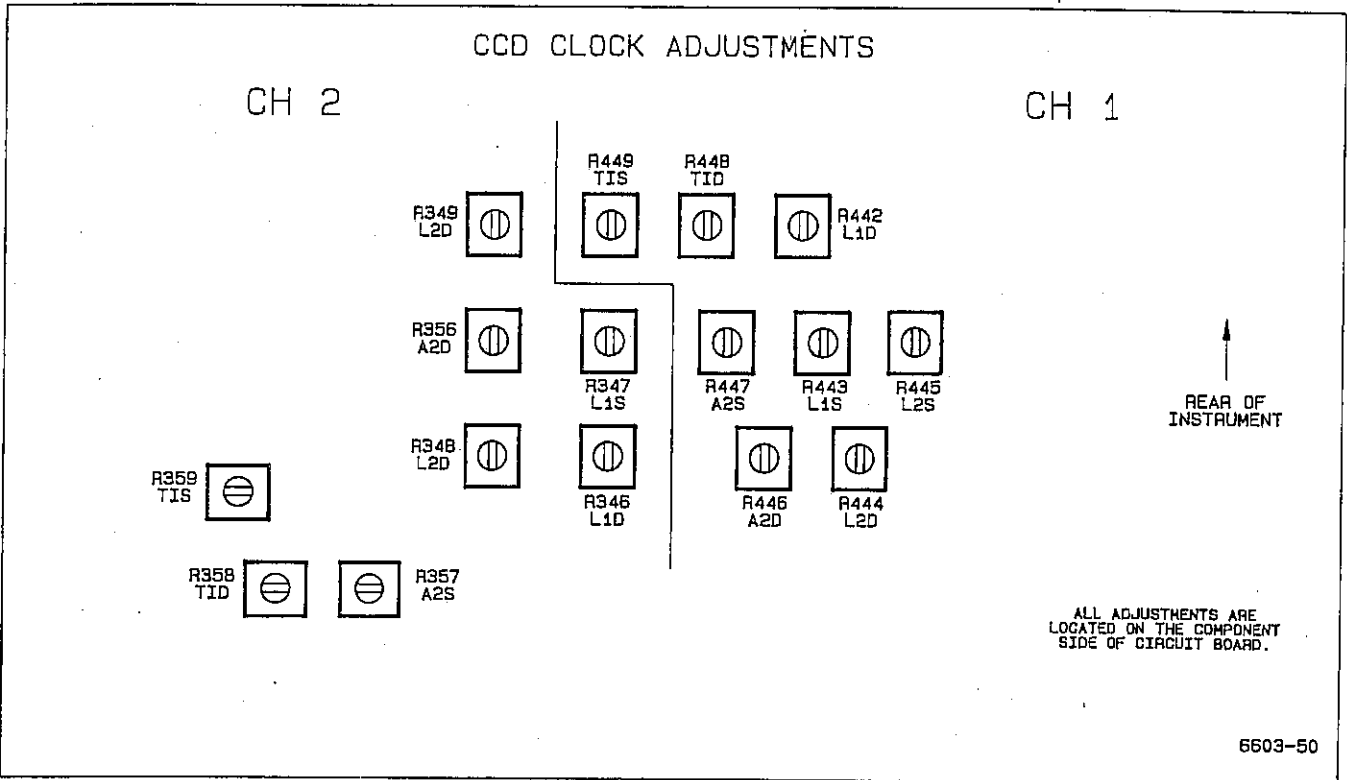 CCD CLOCK ADJUSTMENTS
CH 2
CH 1
R449
TIS
R448
TID
R349
L2D
R442
L1D
R356
A2D
R347
L1S
R447
A2S
R443
L1S
R445
L2S
REAR OF
INSTRUMENT
R348
L2D
R346
L1D
R446
A2D
R444
L2D
R359
TIS
R358
TID
R357
A2S
ALL ADJUSTMENTS ARE
LOCATED ON THE COMPONENT
SIDE OF CIRCUIT BOARD.
6603-50